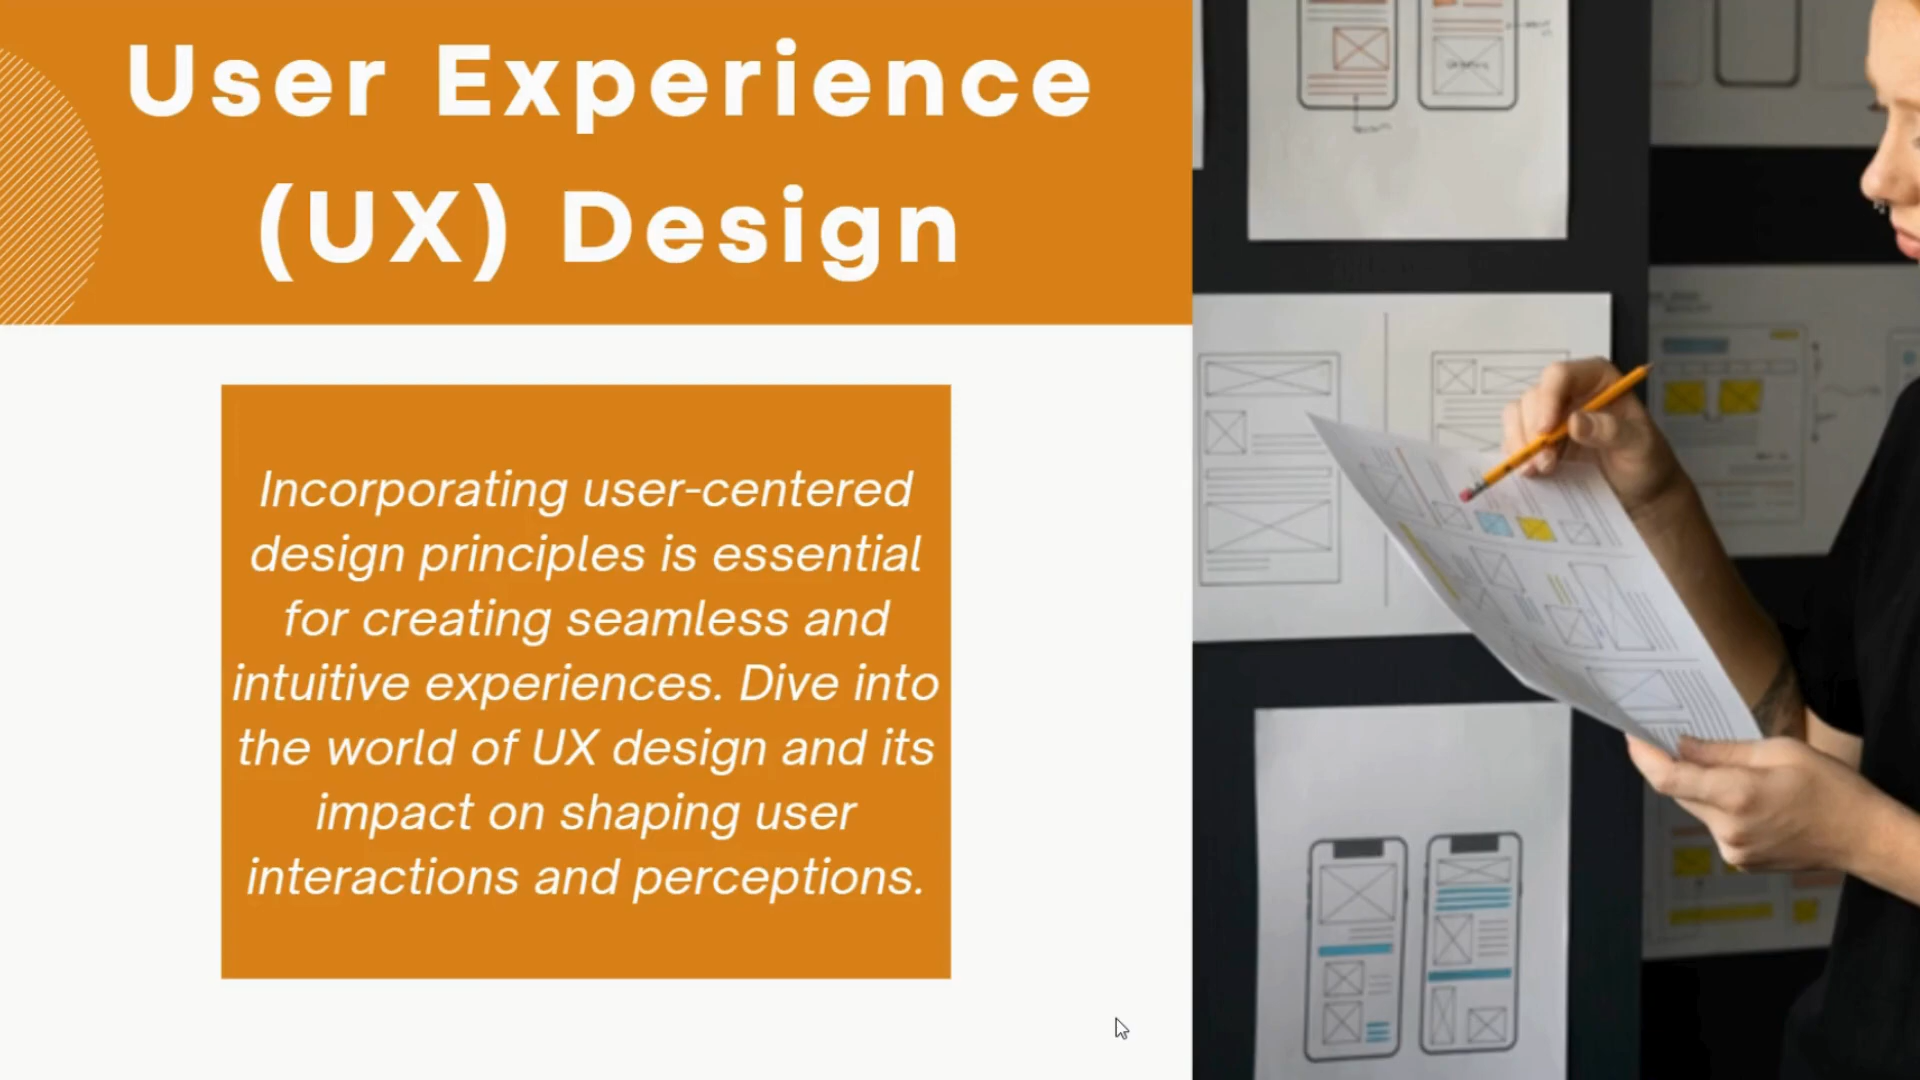 User Experience
(UX) Design
Incorporating user-centered
design principles is essential
for creating seamless and
intuitive experiences. Dive into
the world of UX design and its
impact on shaping user
interactions and perceptions.